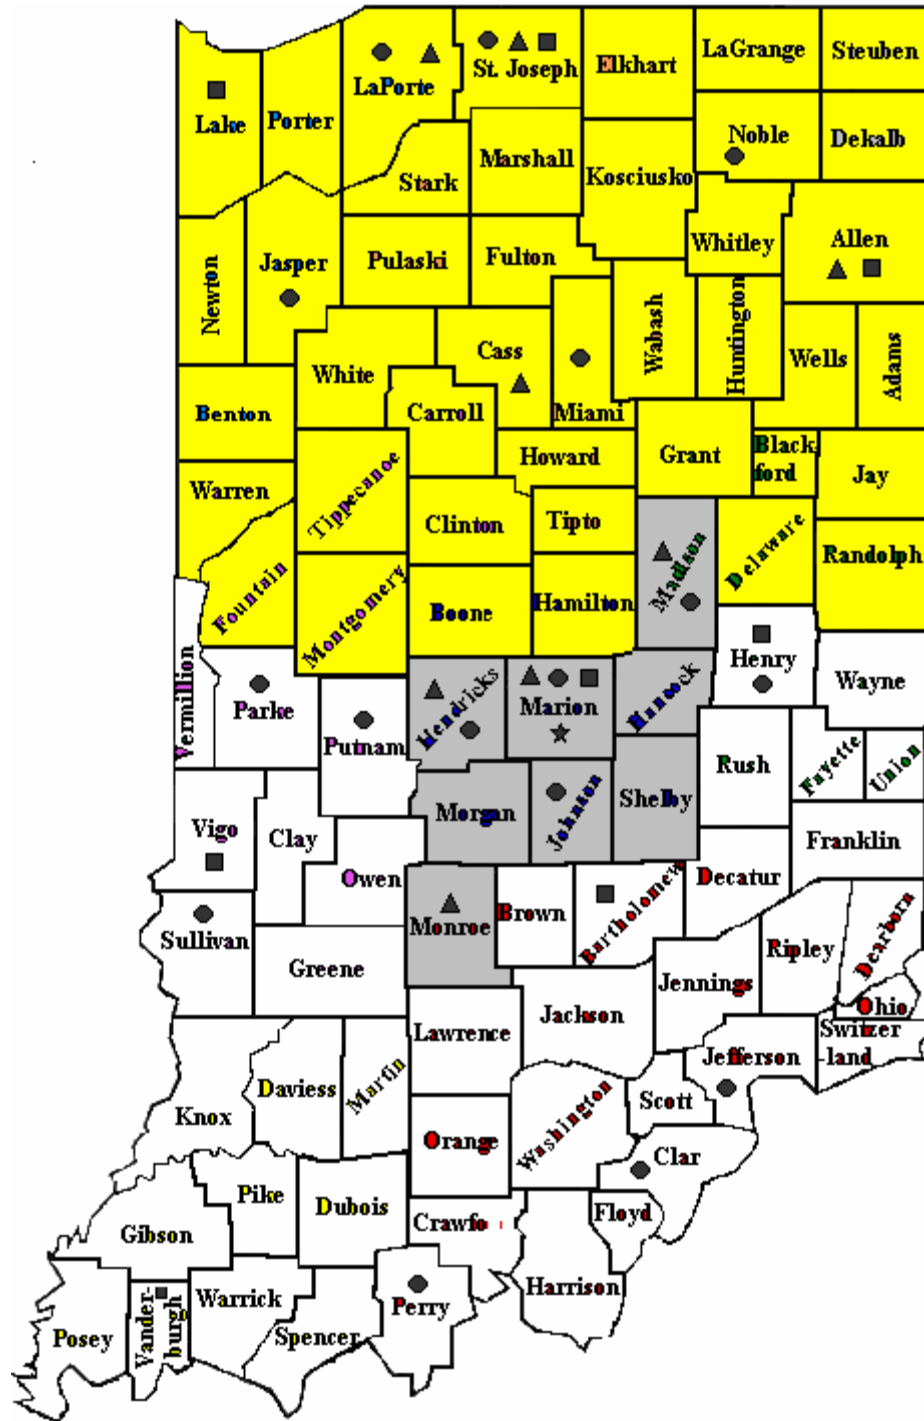 LaGrange
Steuben
St. Joseph
Elkhart
LaPorte
Lake
Porter
Noble
Dekalb
Marshall
Stark
Kosciusko
Whitley
Allen
Jasper
Pulaski
Fulton
Newton
Wabash
Huntington
Cass
White
Wells
Adams
Benton
Carroll
Miami
Howard
Grant
Black
ford
Jay
Warren
Tippecanoe
Clinton
Tipto
Madison
Delaware
Randolph
Fountain
Montgomery
Boone
Hamilton
Vermillion
Parke
Putnam
Hendricks
Marion
Hancock
Henry
Wayne
Rush
Fayette
Union
Morgan
Johnson
Shelby
Vigo
Clay
Owen
Franklin
Decatur
Sullivan
Monroe
Brown
Bartholomew
Greene
Jennings
Ripley
Dearborn
Ohio
Lawrence
Jackson
Switzer
-land
Jefferson
Daviess
Martin
Knox
Orange
Washington
Scott
Clar
Pike
Dubois
Gibson
Crawfo
Floyd
Harrison
Posey
Vander-
burgh
Warrick
Spencer
Perry